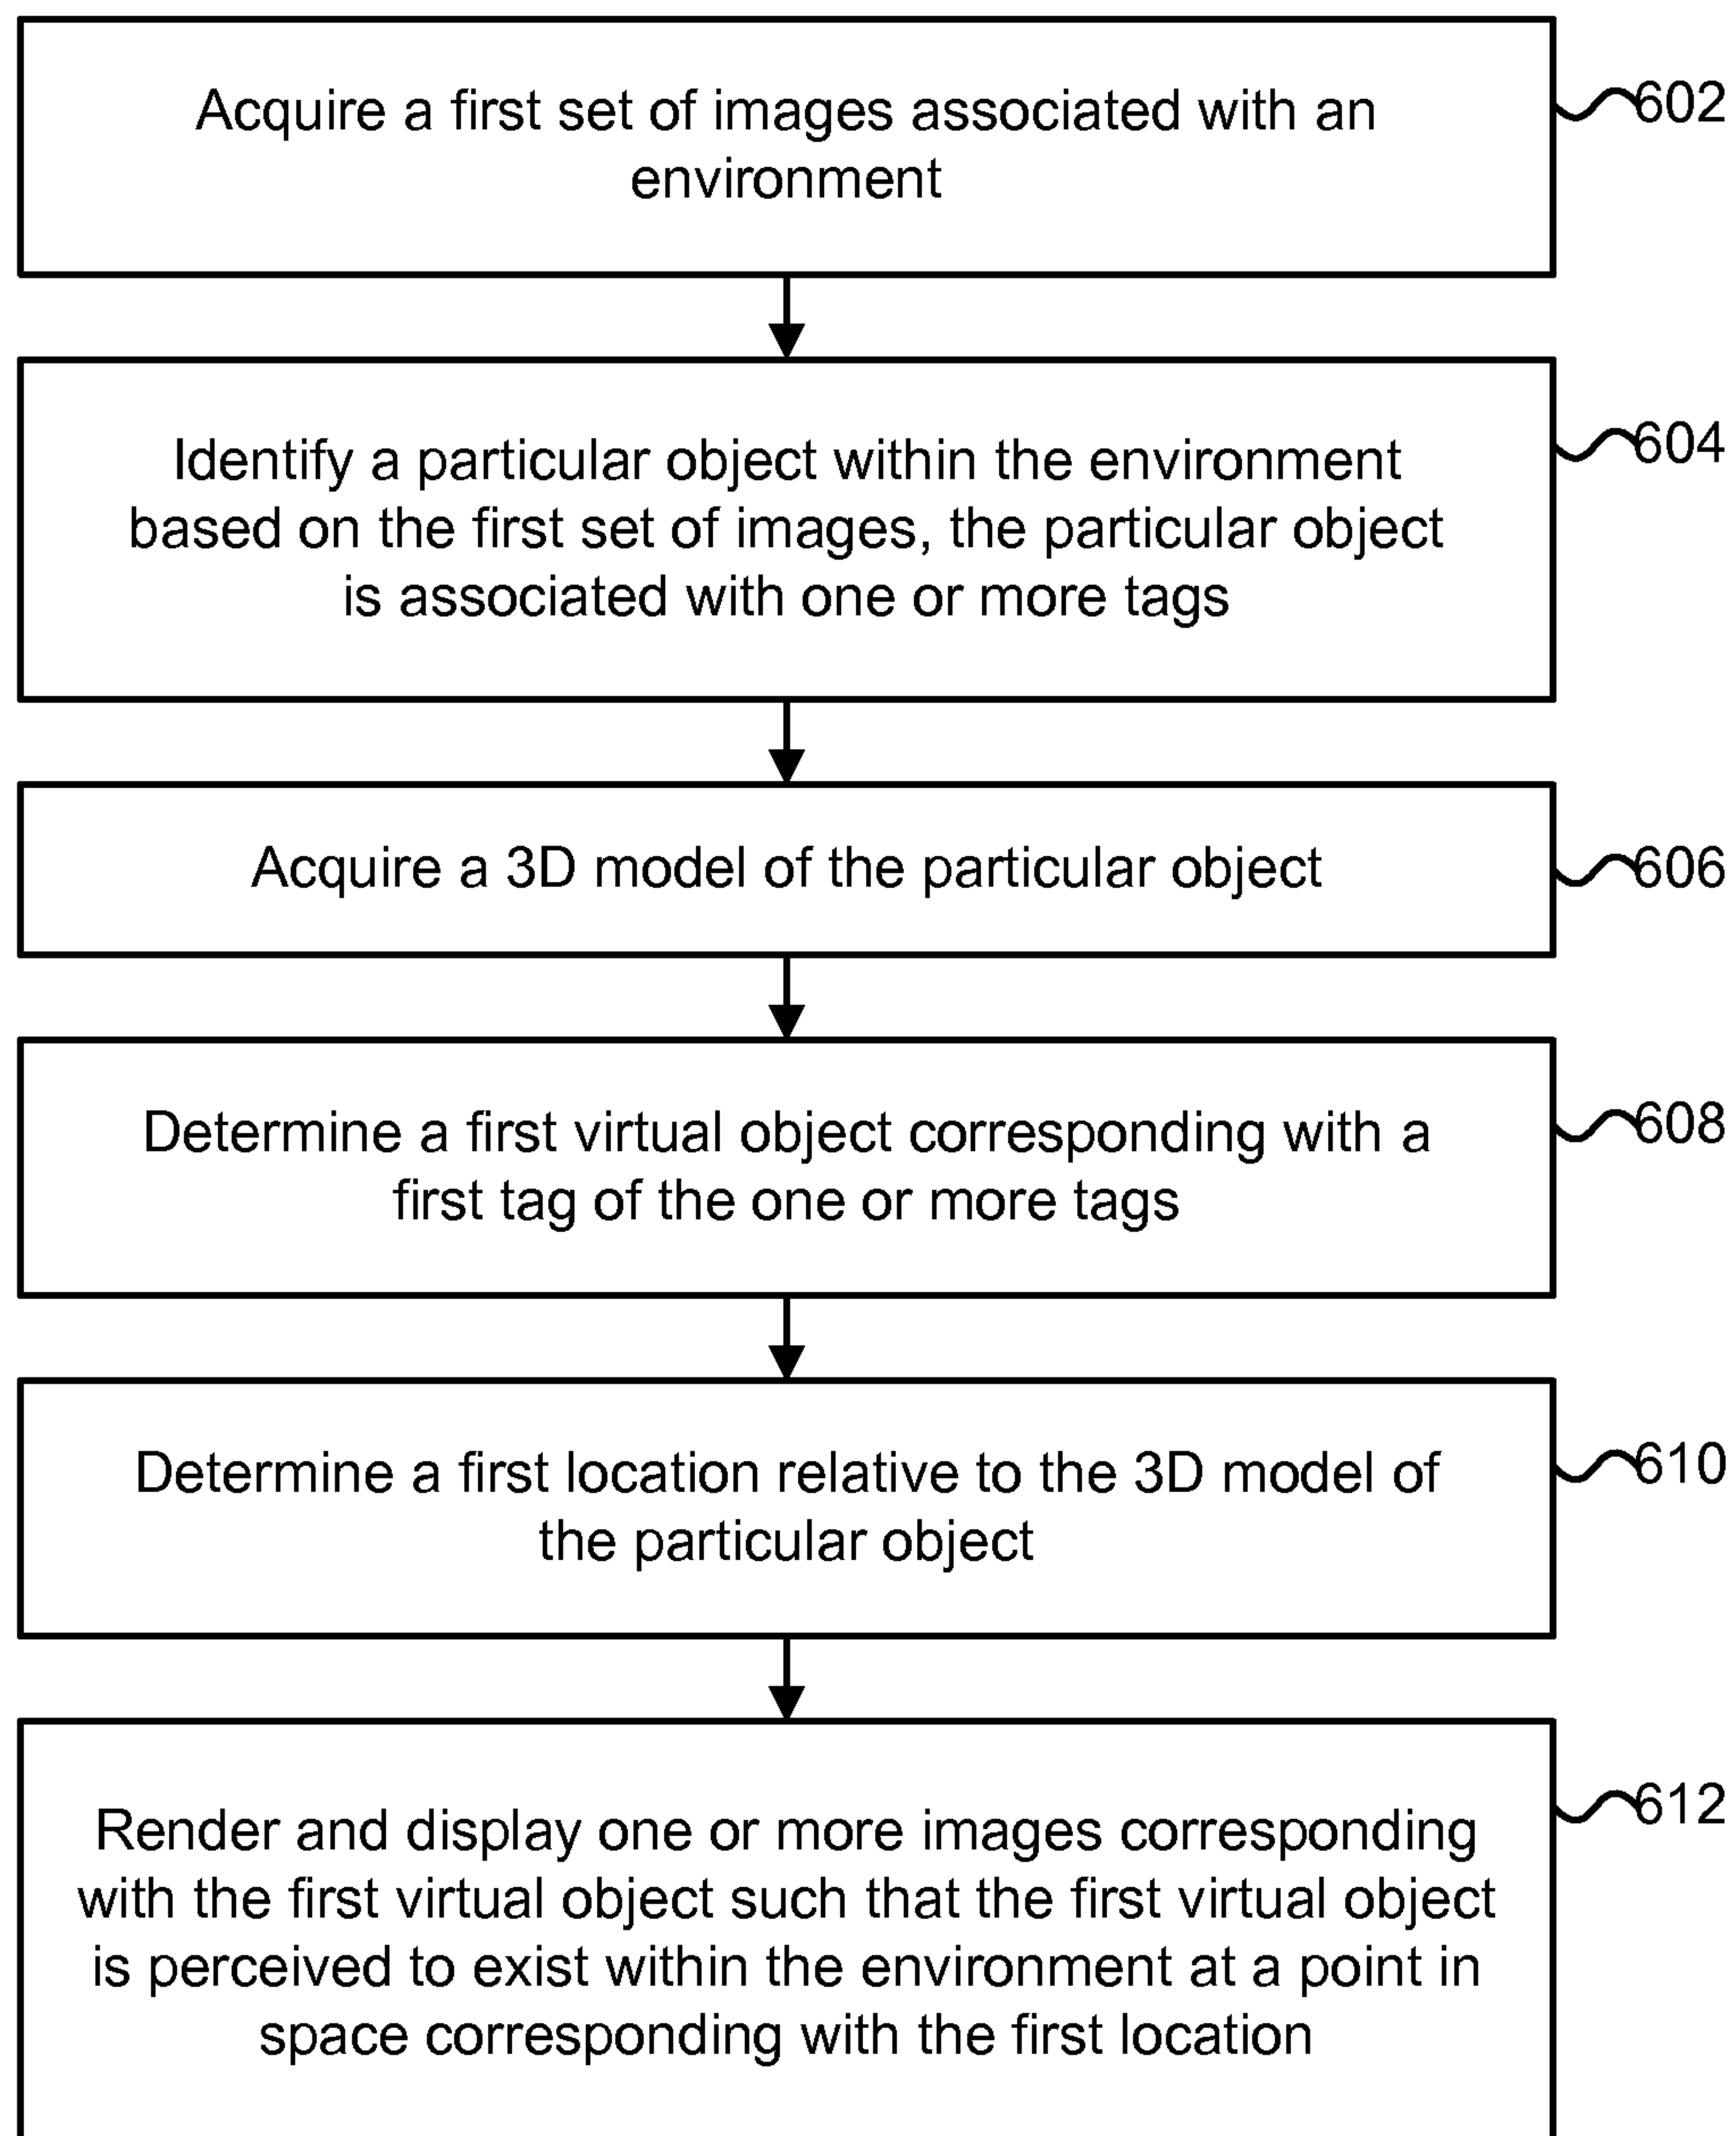 Acquire a first set of images associated with an
environment
602
Identify a particular object within the environment
based on the first set of images, the particular object
is associated with one or more tags
604
Acquire a 3D model of the particular object
606
Determine a first virtual object corresponding with a
first tag of the one or more tags
608
Determine a first location relative to the 3D model of
the particular object
610
Render and display one or more images corresponding
with the first virtual object such that the first virtual object
is perceived to exist within the environment at a point in
space corresponding with the first location
612